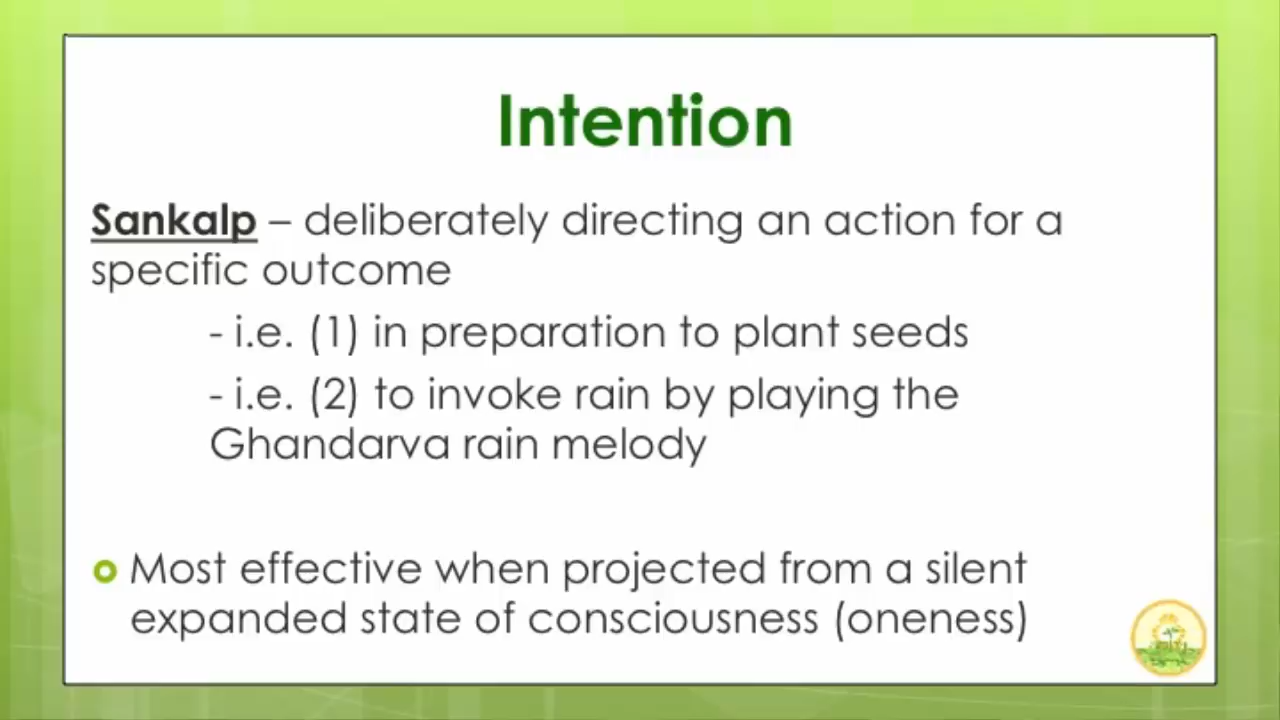 Intention
Sankalp – deliberately directing an action for a
specific outcome
- i.e. (1) in preparation to plant seeds
- i.e. (2) to invoke rain by playing the
Ghandarva rain melody
Most effective when projected from a silent
expanded state of consciousness (oneness)